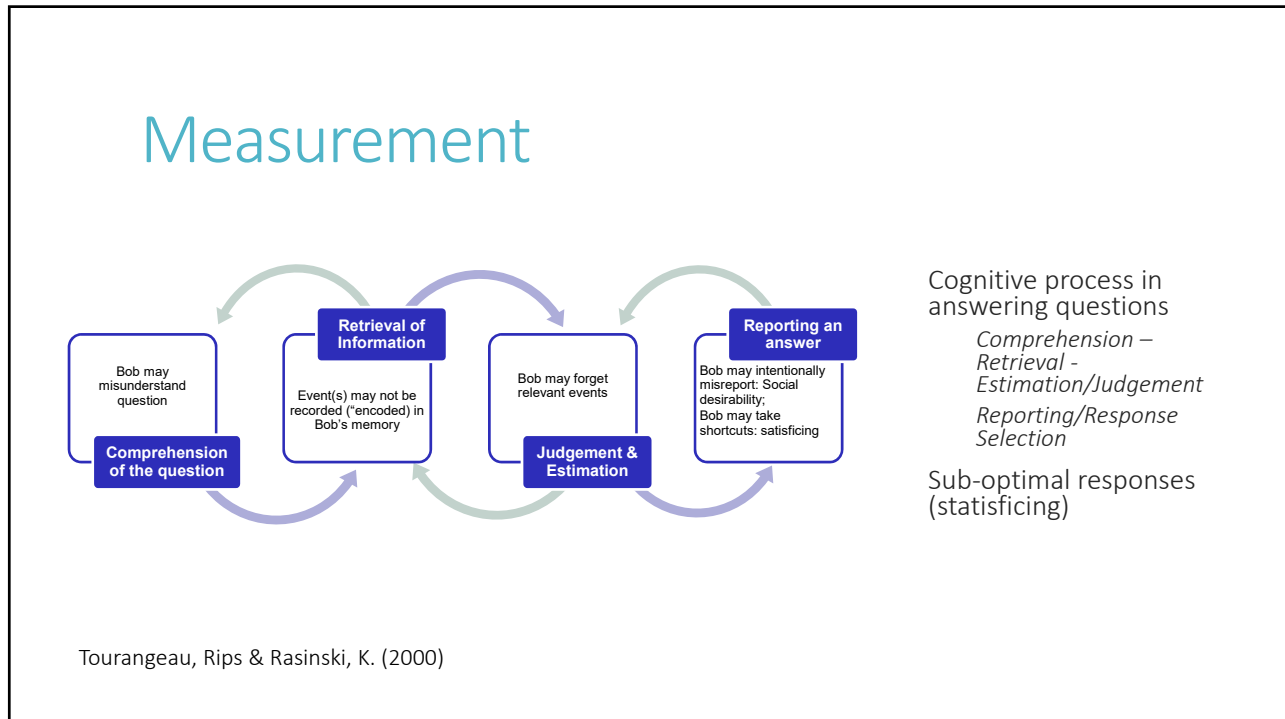 Measurement
Bob may
misunderstand
question
Comprehension
of the question
Retrieval of
Information
Event(s) may not be
recorded (“encoded) in
Bob’s memory
Bob may forget
relevant events
Judgement &
Estimation
Reporting an
answer
Bob may intentionally
misreport: Social
desirability;
Bob may take
shortcuts: satisficing
Cognitive process in
answering questions
Comprehension –
Retrieval -
Estimation/Judgement
Reporting/Response
Selection
Sub-optimal responses
(statisficing)
Tourangeau, Rips & Rasinski, K. (2000)